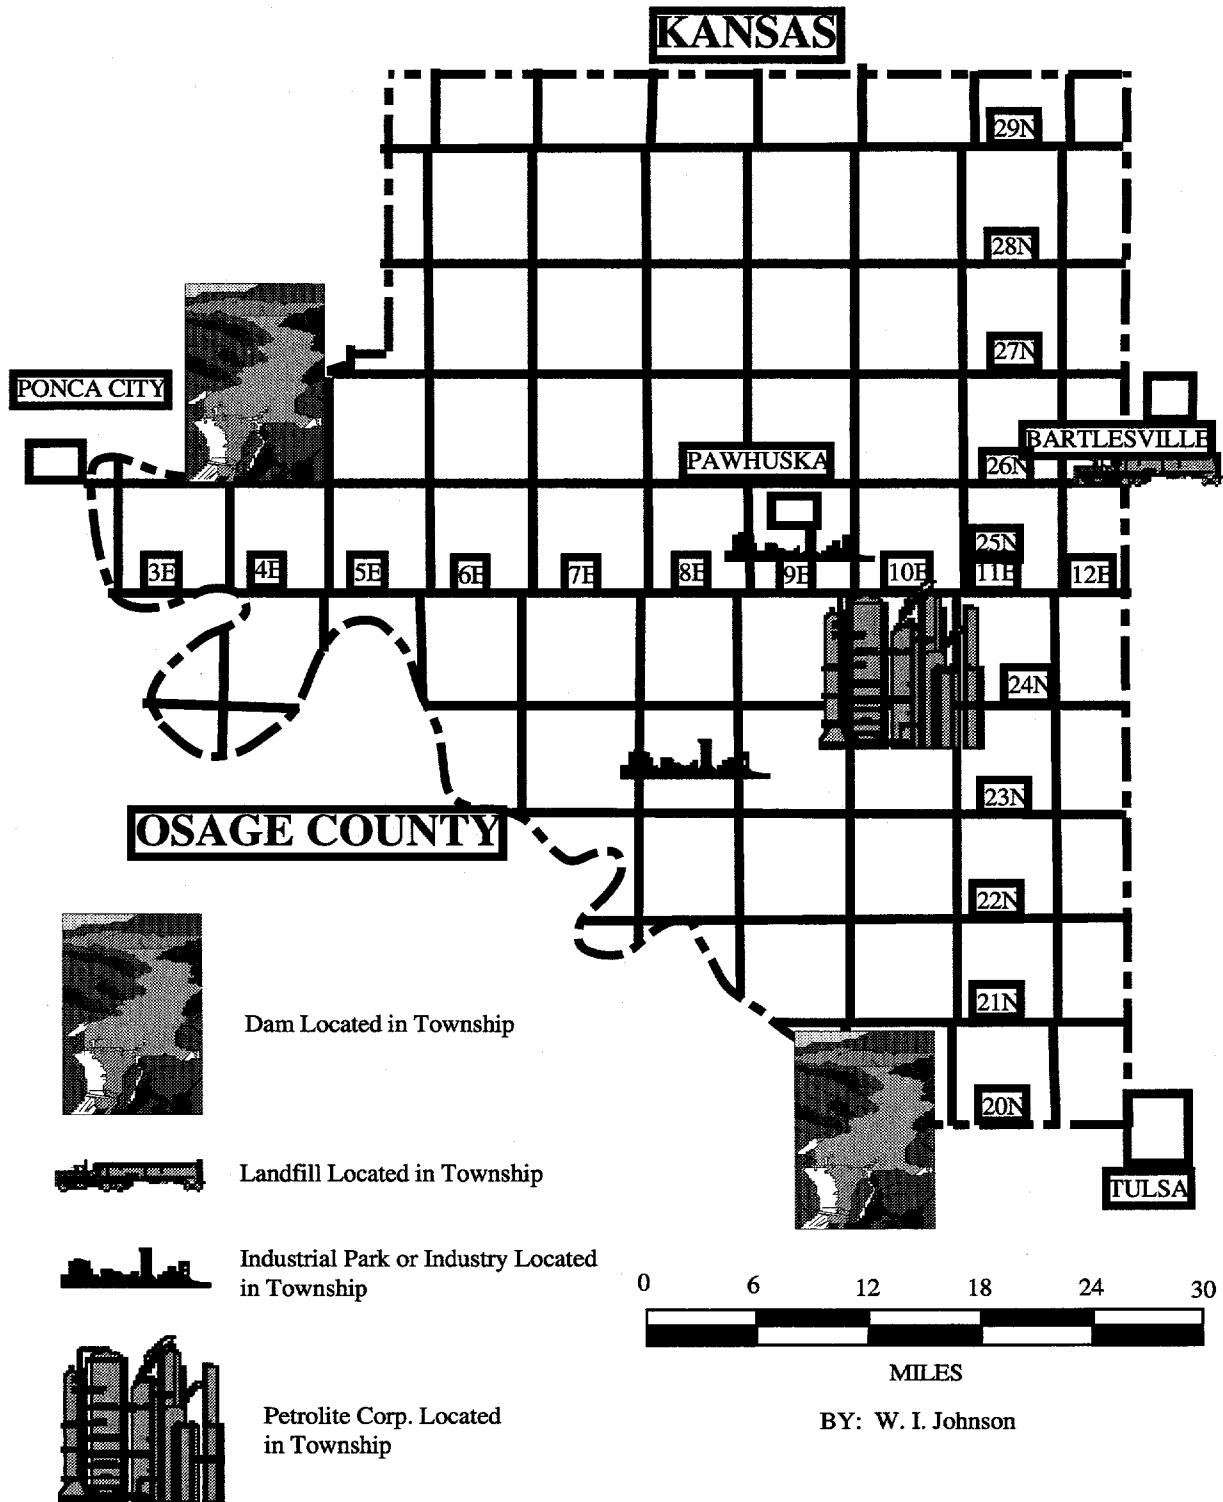 KANSAS
29N
28N
27N
PONCA CITY
BARTLESVILLE
PAWHUSKA
26N
25N
3E 4E 5E 6E 7E 8E 9E 10E 11E 12E
24N
23N
OSAGE COUNTY
22N
21N
Dam Located in Township
20N
Landfill Located in Township
TULSA
Industrial Park or Industry Located
in Township
0 6 12 18 24 30
MILES
Petrolite Corp. Located
in Township
BY: W. I. Johnson